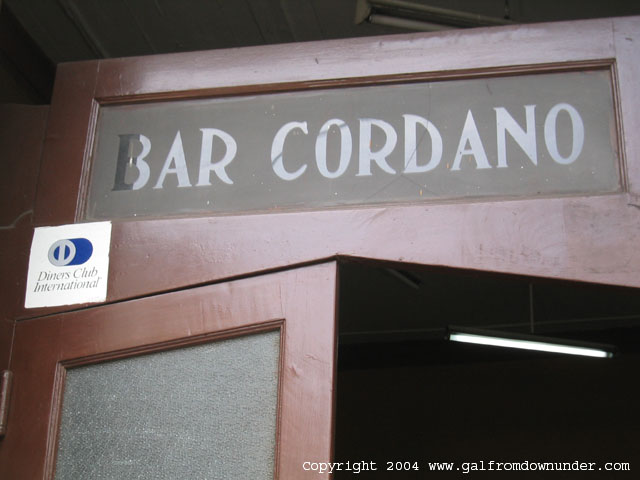 BAR CORDANO
Diners Club
International
Copyright 2004 www.galfromdownunder.com